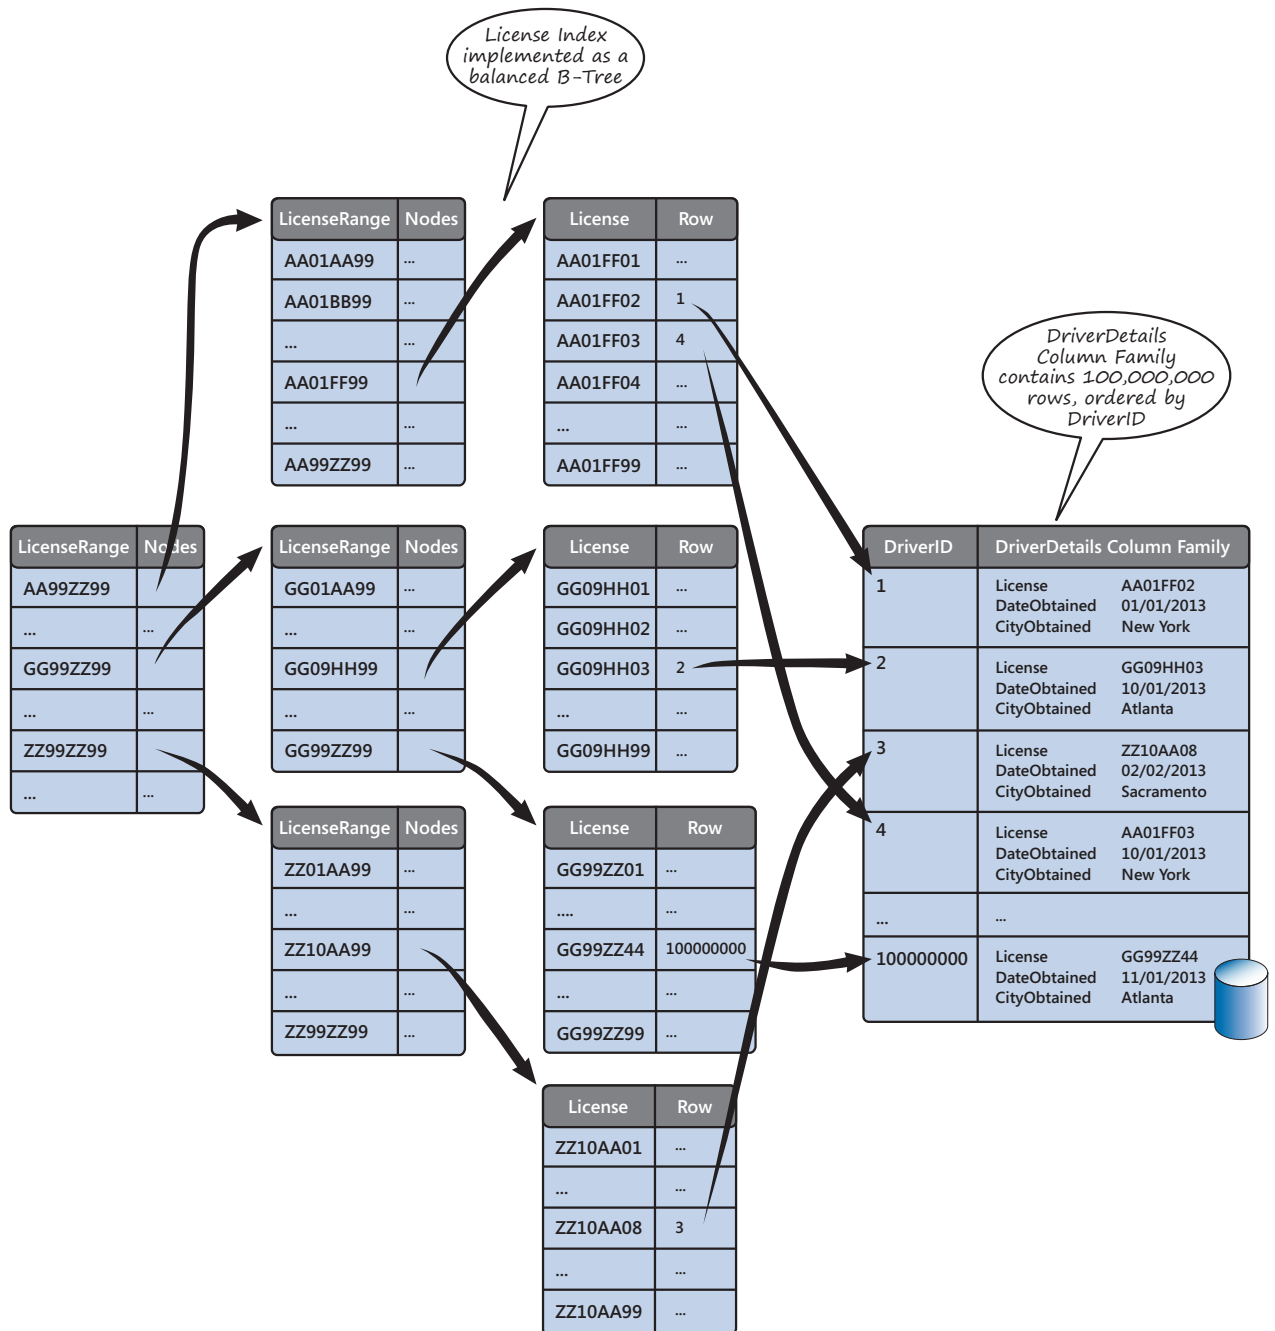 License Index
implemented as a
balanced B-Tree
LicenseRange Nodes
AA01AA99 ...
AA01BB99 ...
... ...
AA01FF99
... ...
AA99ZZ99 ...
License Row
AA01FF01 ...
AA01FF02 1
AA01FF03 4
AA01FF04 ...
... ...
AA01FF99 ...
DriverDetails
Column Family
contains 100,000,000
rows, ordered by
DriverID
LicenseRange Nodes
AA99ZZ99
... ...
GG99ZZ99
... ...
ZZ99ZZ99
... ...
LicenseRange Nodes
GG01AA99 ...
... ...
GG09HH99
... ...
GG99ZZ99
License Row
GG09HH01 ...
GG09HH02 ...
GG09HH03 2
... ...
GG09HH99 ...
DriverID DriverDetails Column Family
1 License AA01FF02
DateObtained 01/01/2013
CityObtained New York
2 License GG09HH03
DateObtained 10/01/2013
CityObtained Atlanta
3 License ZZ10AA08
DateObtained 02/02/2013
CityObtained Sacramento
4 License AA01FF03
DateObtained 10/01/2013
CityObtained New York
... ...
100000000 License GG99ZZ44
DateObtained 11/01/2013
CityObtained Atlanta
LicenseRange Nodes
ZZ01AA99 ...
... ...
ZZ10AA99
... ...
ZZ99ZZ99 ...
License Row
GG99ZZ01 ...
.... ...
GG99ZZ44 100000000
... ...
GG99ZZ99 ...
License Row
ZZ10AA01 ...
... ...
ZZ10AA08 3
... ...
ZZ10AA99 ...